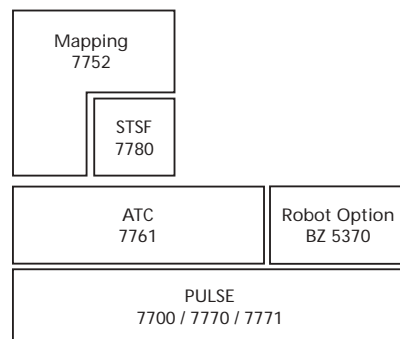 Mapping
7752
STSF
7780
ATC
7761
Robot Option
BZ 5370
PULSE
7700 / 7770 / 7771